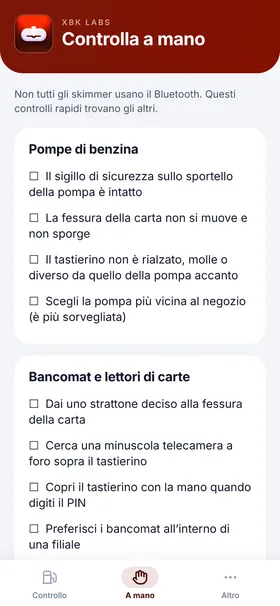 XBK LABS
Controlla a mano
Non tutti gli skimmer usano il Bluetooth. Questi
controlli rapidi trovano gli altri.
Pompe di benzina
☐ Il sigillo di sicurezza sullo sportello
della pompa è intatto
☐ La fessura della carta non si muove e
non sporge
☐ Il tastierino non è rialzato, molle o
diverso da quello della pompa accanto
☐ Scegli la pompa più vicina al negozio
(è più sorvegliata)
Bancomat e lettori di carte
☐ Dai uno strattone deciso alla fessura
della carta
☐ Cerca una minuscola telecamera a
foro sopra il tastierino
☐ Copri il tastierino con la mano quando
digiti il PIN
☐ Preferisci i bancomat all’interno di
una filiale
Controllo
A mano
Altro